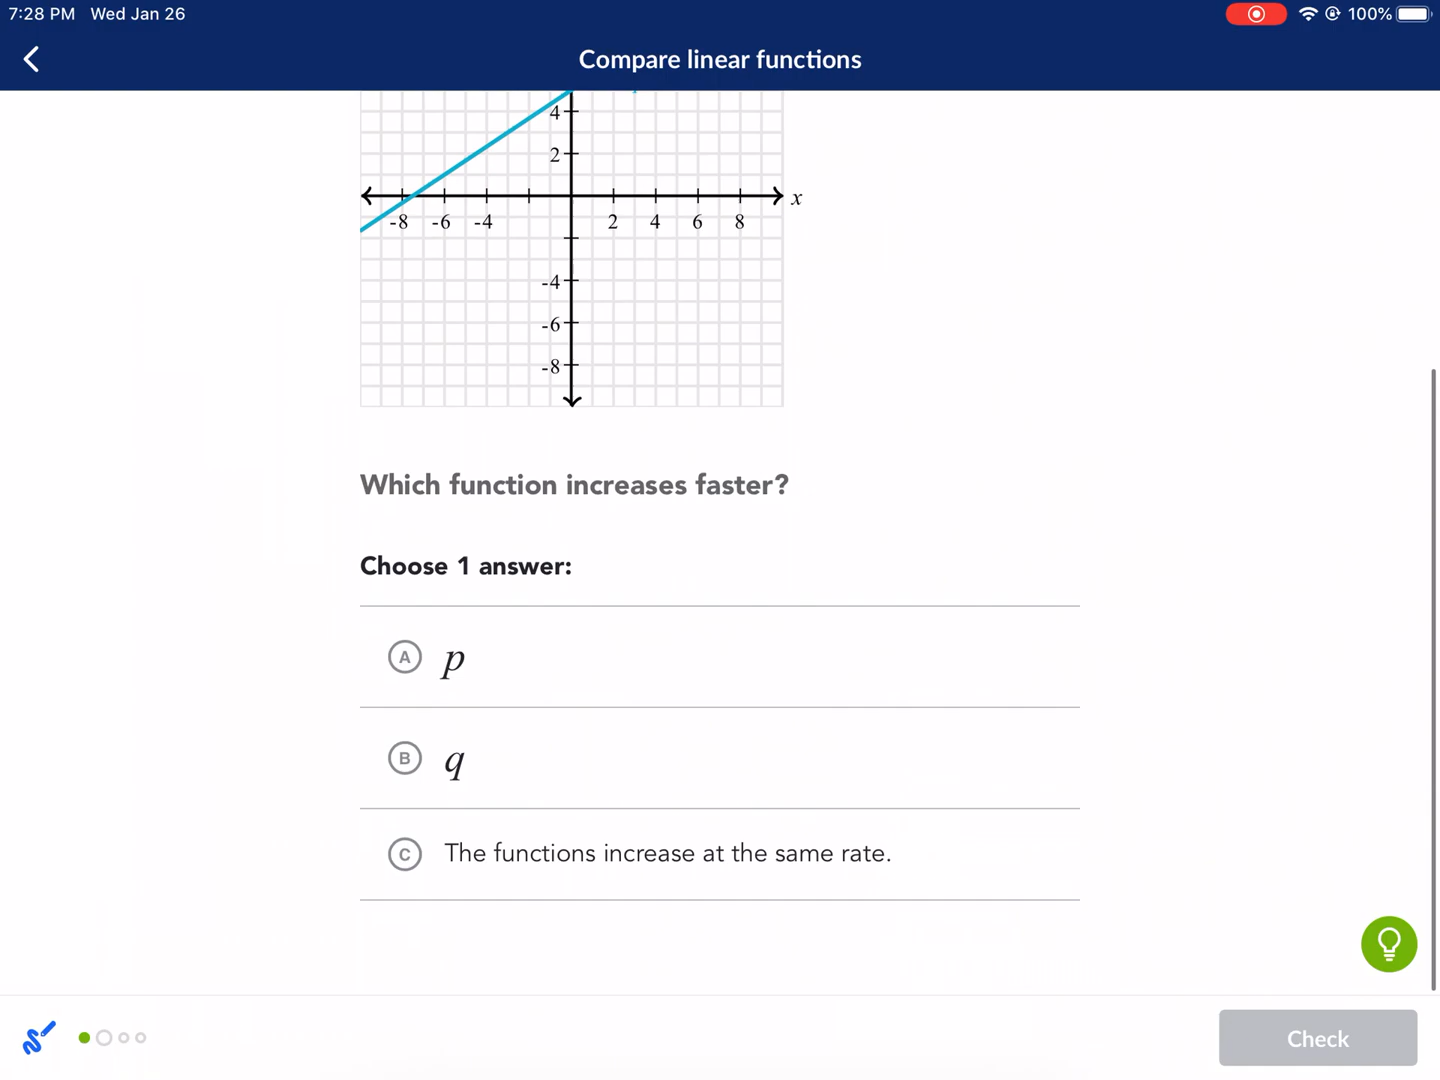 7:28 PM Wed Jan 26
100%
Compare linear functions
4
2
x
-8 -6 -4 2 4 6 8
-4
-6
-8
Which function increases faster?
Choose 1 answer:
A p
B q
C The functions increase at the same rate.
Check